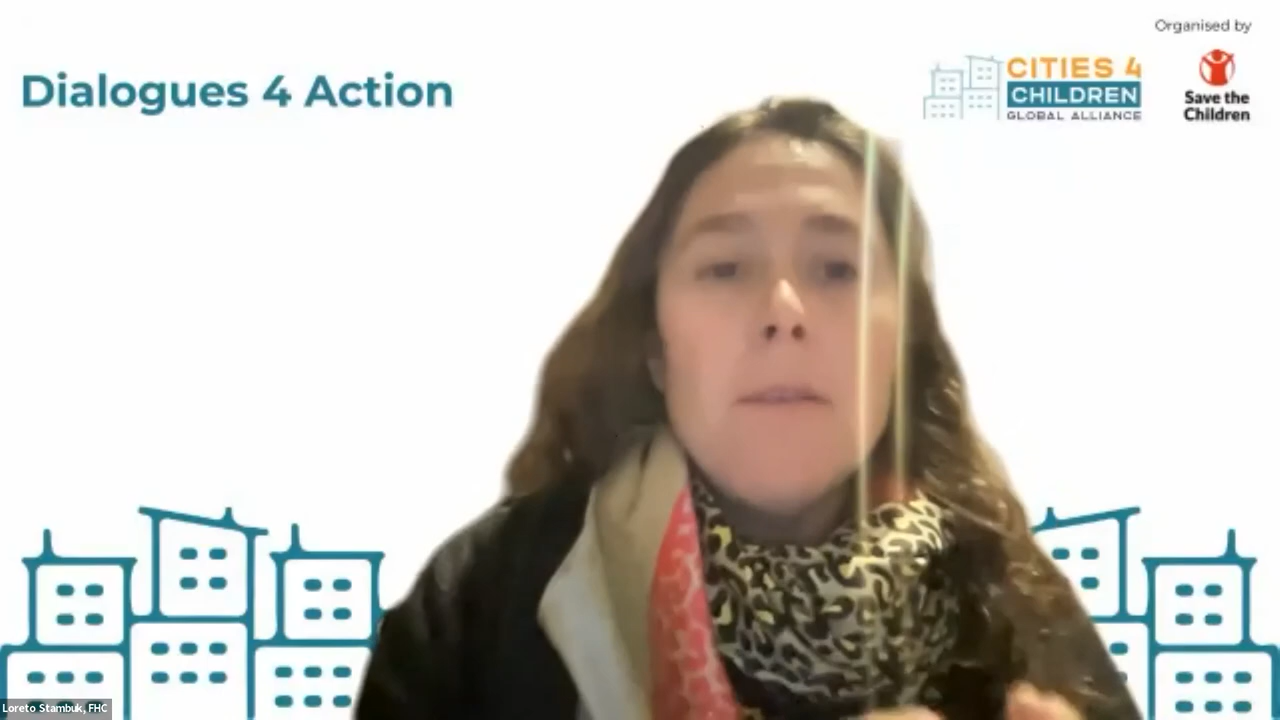 Organised by
Dialogues 4 Action
CITIES 4
CHILDREN
GLOBAL ALLIANCE
Save the
Children
Loreto Stambuk, FHC